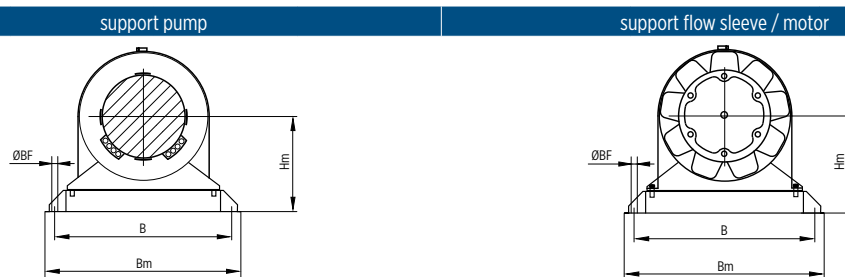 support pump
support flow sleeve / motor
ØBF
Hm
B
Bm
ØBF
Hm
B
Bm